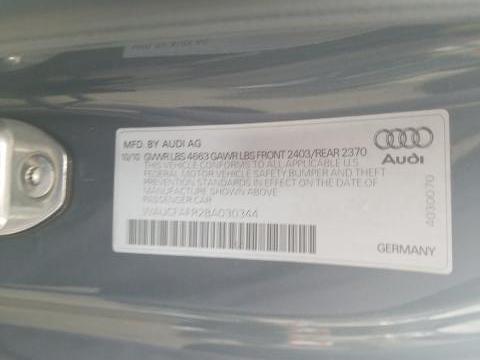 MFD. BY AUDI AG
10/10 GVWR LBS 4663 GAWR LBS FRONT 2403/REAR 2370
THIS VEHICLE CONFORMS TO ALL APPLICABLE
FEDERAL MOTOR VEHICLE SAFETY BUMPER AND THEFT
PREVENTION STANDARDS IN EFFECT ON THE DATE OF
MANUFACTURE SHOWN ABOVE.
PASSENGER CAR
WAUCFAFR2BA030344
Audi
4030070
GERMANY